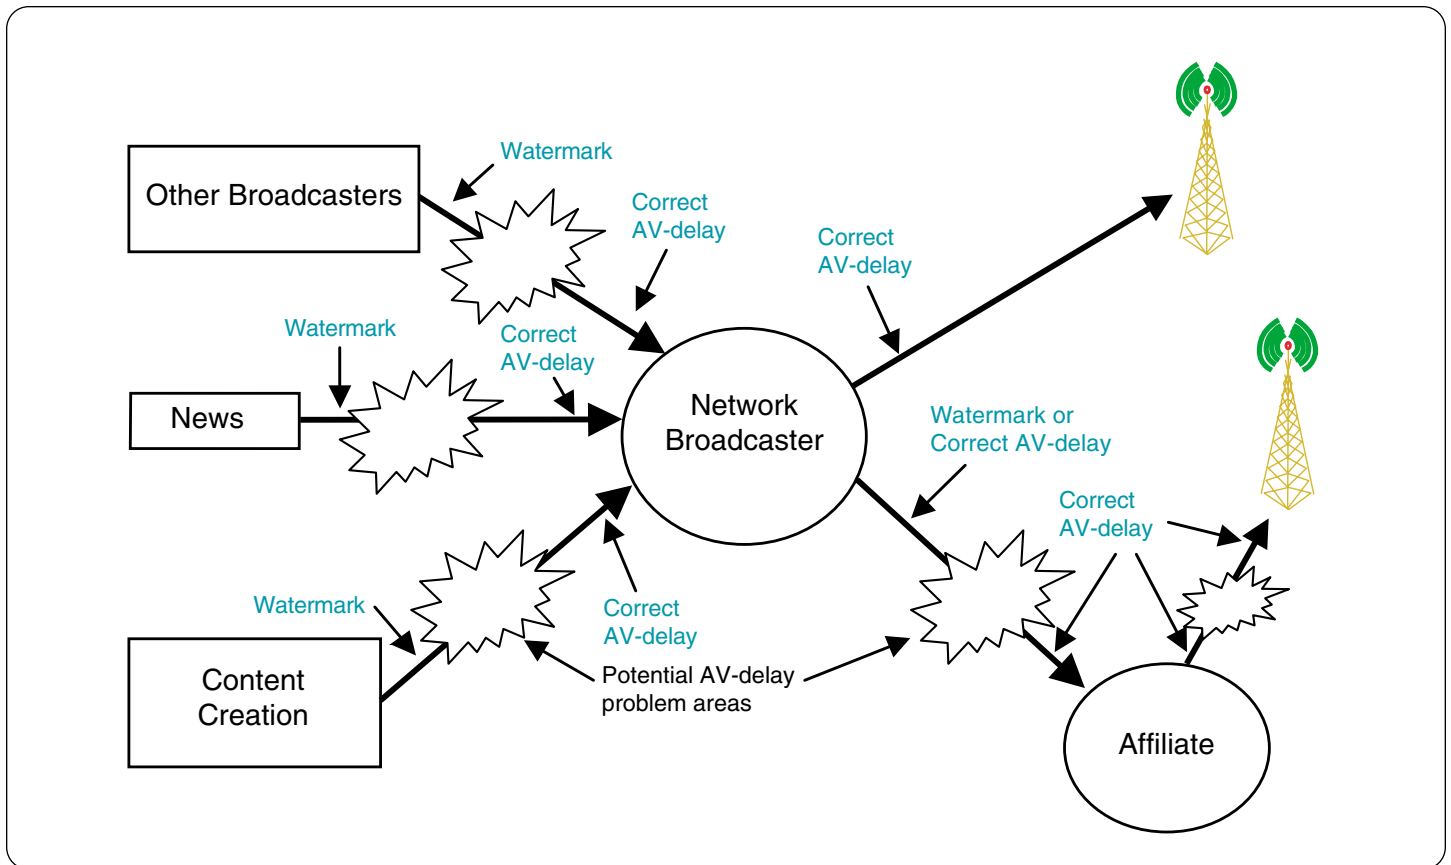 Watermark
Other Broadcasters
Correct
AV-delay
Correct
AV-delay
Watermark
Correct
AV-delay
News
Network
Broadcaster
Watermark or
Correct AV-delay
Correct
AV-delay
Watermark
Correct
AV-delay
Potential AV-delay
problem areas
Content
Creation
Affiliate